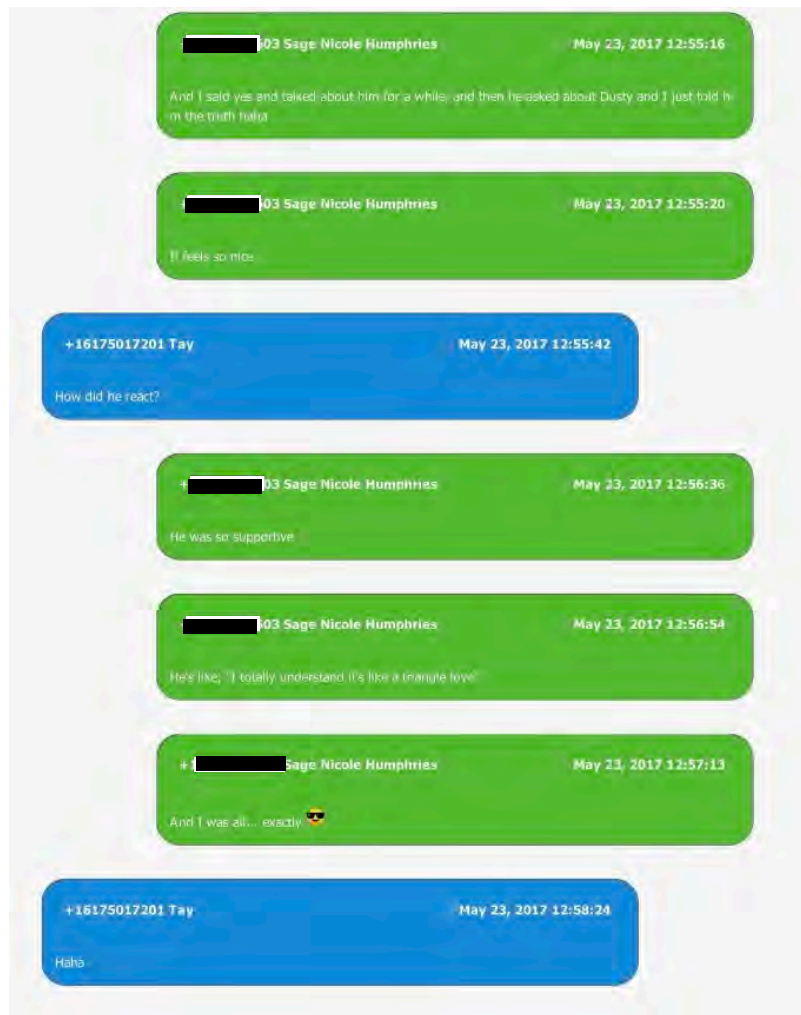 503 Sage Nicole Humphries May 23, 2017 12:55:16
And I said yes and talked about him for a while, and then he asked about Dusty and I just told h
m the truth haha
03 Sage Nicole Humphries May 23, 2017 12:55:20
It feels so nice
+16175017201 Tay May 23, 2017 12:55:42
How did he react?
+ 03 Sage Nicole Humphries May 23, 2017 12:56:36
He was so supportive
503 Sage Nicole Humphries May 23, 2017 12:56:54
He's like, "I totally understand it's like a triangle love"
+1 Sage Nicole Humphries May 23, 2017 12:57:13
And I was all... exactly 😎
+16175017201 Tay May 23, 2017 12:58:24
Haha